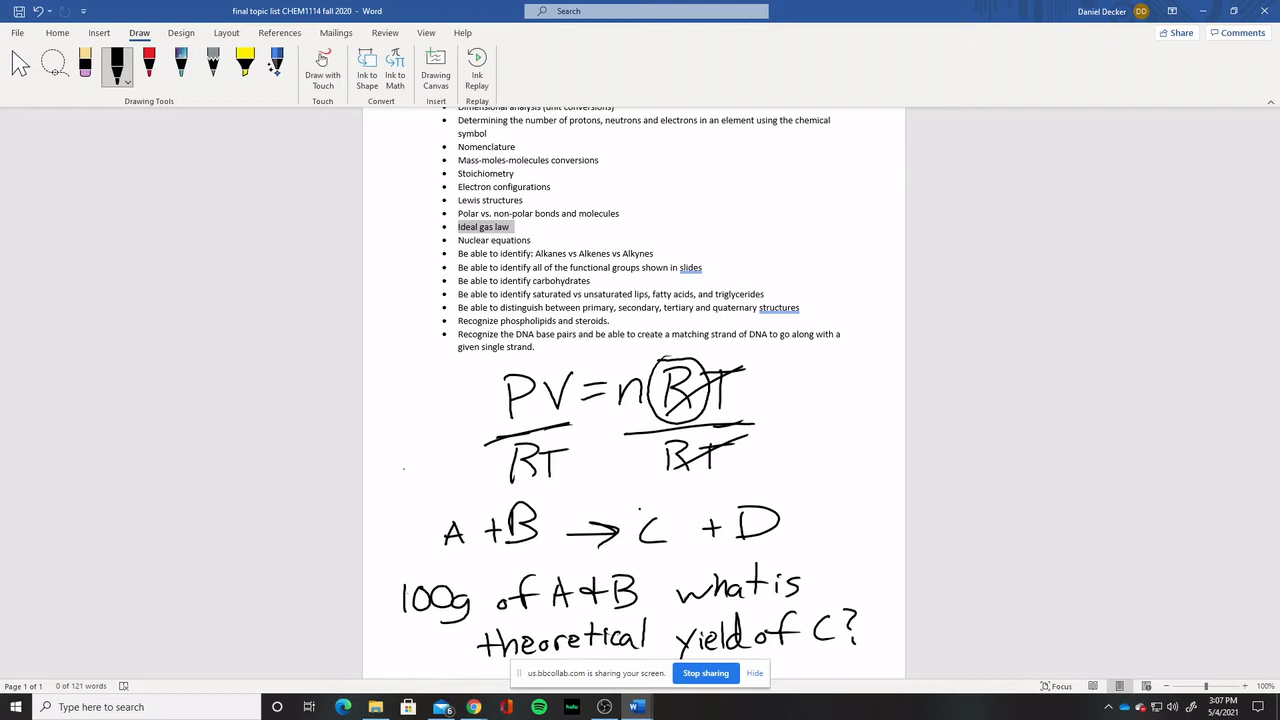 final topic list CHEM1114 fall 2020 - Word
Search
Daniel Decker
DD
File Home Insert Draw Design Layout References Mailings Review View Help
Share Comments
Draw with Touch
Ink to Shape
Ink to Math
Drawing Canvas
Ink Replay
Drawing Tools Touch Convert Insert Replay
Dimensional analysis (unit conversions)
• Determining the number of protons, neutrons and electrons in an element using the chemical
symbol
• Nomenclature
• Mass-moles-molecules conversions
• Stoichiometry
• Electron configurations
• Lewis structures
• Polar vs. non-polar bonds and molecules
• Ideal gas law
• Nuclear equations
• Be able to identify: Alkanes vs Alkenes vs Alkynes
• Be able to identify all of the functional groups shown in slides
• Be able to identify carbohydrates
• Be able to identify saturated vs unsaturated lips, fatty acids, and triglycerides
• Be able to distinguish between primary, secondary, tertiary and quaternary structures
• Recognize phospholipids and steroids.
• Recognize the DNA base pairs and be able to create a matching strand of DNA to go along with a
given single strand.
PV = nRT
RT RT
A + B → C + D
100g of A + B what is
theoretical yield of C?
us.bbcollab.com is sharing your screen. Stop sharing Hide
Page 1 of 1 0 of 121 words Focus 100%
Type here to search
6
hulu
3:07 PM
5/4/2021